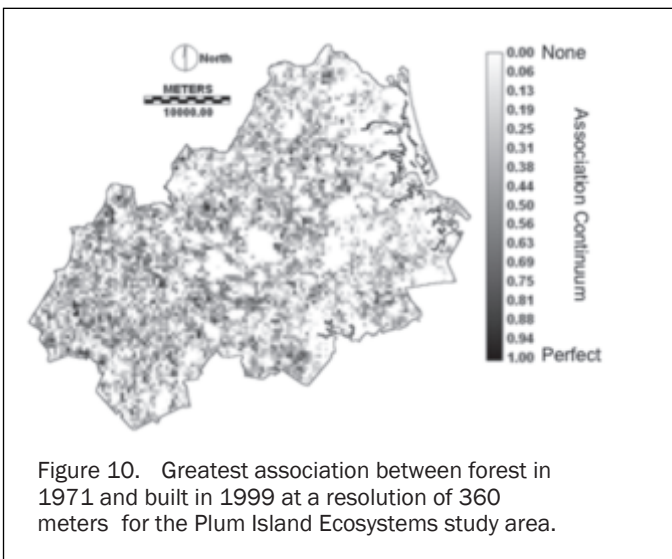 North
METERS
10000.00
0.00 None
0.06
0.13
0.19
0.25
0.31
0.38
0.44
0.50
0.56
0.63
0.69
0.75
0.81
0.88
0.94
1.00 Perfect
Association Continuum
Figure 10. Greatest association between forest in
1971 and built in 1999 at a resolution of 360
meters for the Plum Island Ecosystems study area.